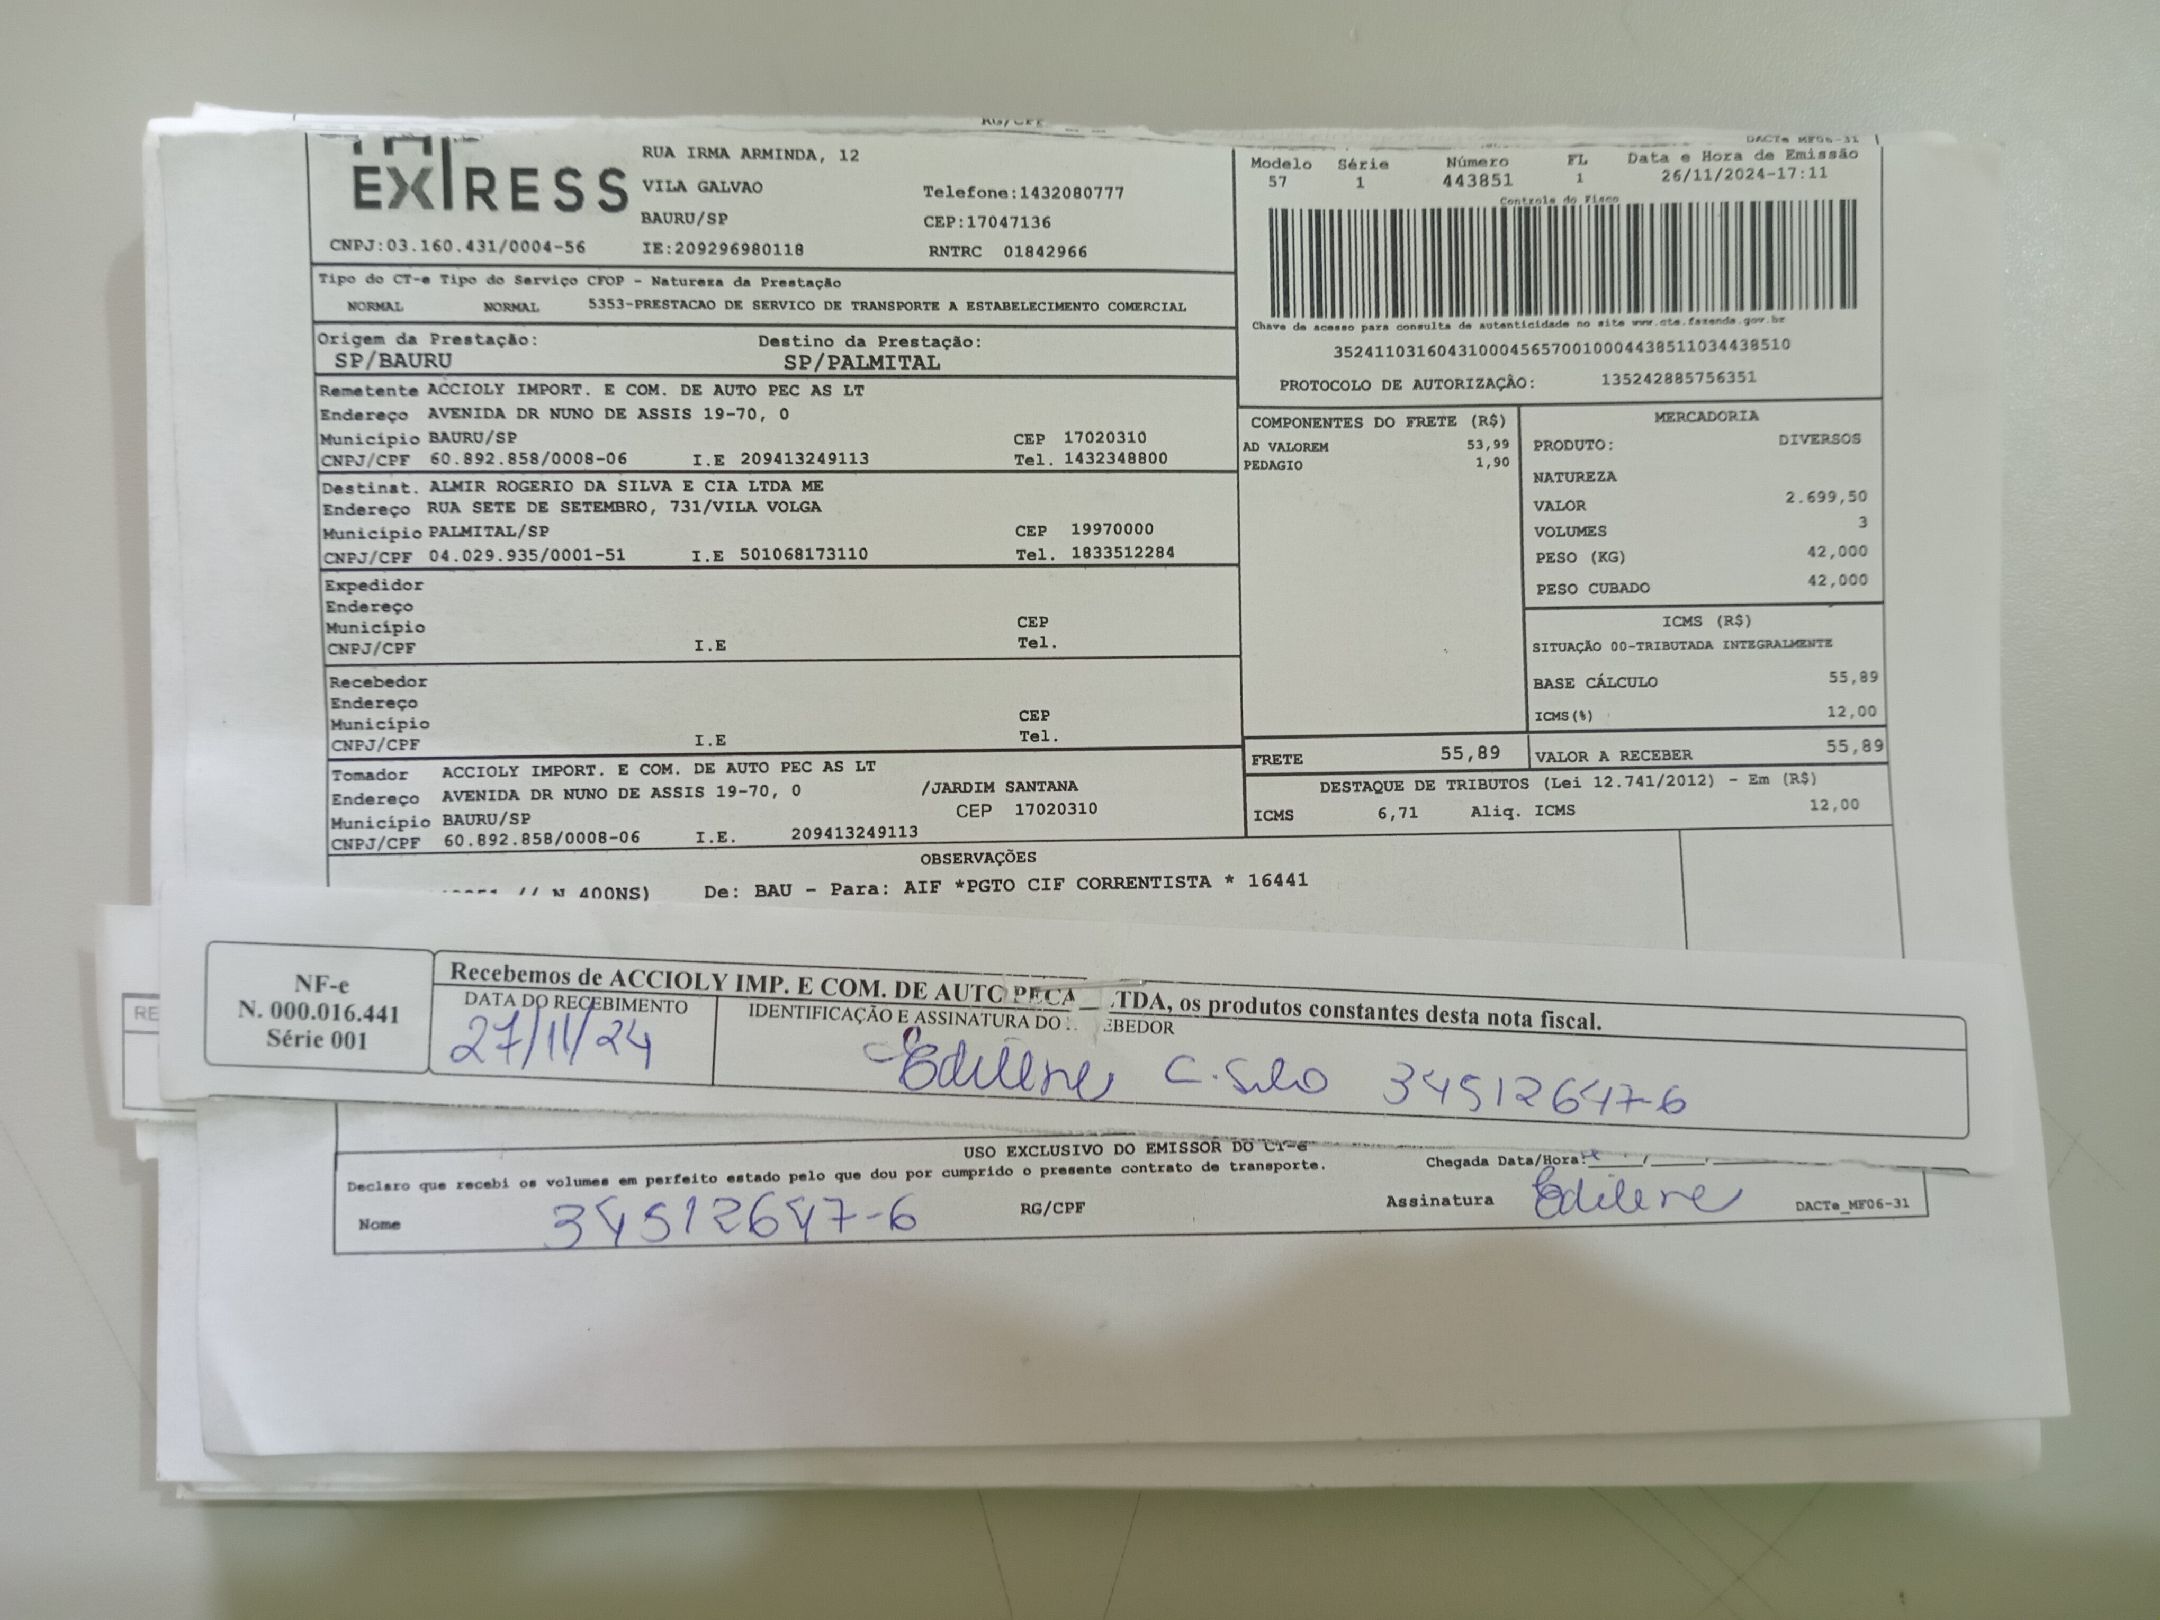 RG/CPF
DACTe MF06-31
EXPRESS
RUA IRMA ARMINDA, 12
VILA GALVAO Telefone:1432080777
BAURU/SP CEP:17047136
CNPJ:03.160.431/0004-56 IE:209296980118 RNTRC 01842966
Modelo Série Número FL Data e Hora de Emissão
57 1 443851 1 26/11/2024-17:11
Controle do Fisco
Chave de acesso para consulta de autenticidade no site www.cte.fazenda.gov.br
35241103160431000456570010004438511034438510
PROTOCOLO DE AUTORIZAÇÃO: 135242885756351
Tipo do CT-e Tipo do Serviço CFOP - Natureza da Prestação
NORMAL NORMAL 5353-PRESTACAO DE SERVICO DE TRANSPORTE A ESTABELECIMENTO COMERCIAL
Origem da Prestação: Destino da Prestação:
SP/BAURU SP/PALMITAL
Remetente ACCIOLY IMPORT. E COM. DE AUTO PEC AS LT
Endereço AVENIDA DR NUNO DE ASSIS 19-70, 0
Município BAURU/SP CEP 17020310
CNPJ/CPF 60.892.858/0008-06 I.E 209413249113 Tel. 1432348800
Destinat. ALMIR ROGERIO DA SILVA E CIA LTDA ME
Endereço RUA SETE DE SETEMBRO, 731/VILA VOLGA
Município PALMITAL/SP CEP 19970000
CNPJ/CPF 04.029.935/0001-51 I.E 501068173110 Tel. 1833512284
Expedidor
Endereço
Município CEP
CNPJ/CPF I.E Tel.
Recebedor
Endereço
Município CEP
CNPJ/CPF I.E Tel.
Tomador ACCIOLY IMPORT. E COM. DE AUTO PEC AS LT
Endereço AVENIDA DR NUNO DE ASSIS 19-70, 0 /JARDIM SANTANA
Município BAURU/SP CEP 17020310
CNPJ/CPF 60.892.858/0008-06 I.E. 209413249113
COMPONENTES DO FRETE (R$)
AD VALOREM 53,99
PEDAGIO 1,90
MERCADORIA
PRODUTO: DIVERSOS
NATUREZA
VALOR 2.699,50
VOLUMES 3
PESO (KG) 42,000
PESO CUBADO 42,000
ICMS (R$)
SITUAÇÃO 00-TRIBUTADA INTEGRALMENTE
BASE CÁLCULO 55,89
ICMS(%) 12,00
FRETE 55,89 VALOR A RECEBER 55,89
DESTAQUE DE TRIBUTOS (Lei 12.741/2012) - Em (R$)
ICMS 6,71 Aliq. ICMS 12,00
OBSERVAÇÕES
// N 400NS) De: BAU - Para: AIF *PGTO CIF CORRENTISTA * 16441
RE
NF-e
N. 000.016.441
Série 001
Recebemos de ACCIOLY IMP. E COM. DE AUTO PECA LTDA, os produtos constantes desta nota fiscal.
DATA DO RECEBIMENTO IDENTIFICAÇÃO E ASSINATURA DO EBEDOR
27/11/24 Edilene C. Silva 34512647-6
USO EXCLUSIVO DO EMISSOR DO CT-e
Declaro que recebi os volumes em perfeito estado pelo que dou por cumprido o presente contrato de transporte. Chegada Data/Hora: / /
Nome 34512647-6 RG/CPF Assinatura Edilene DACTe_MF06-31